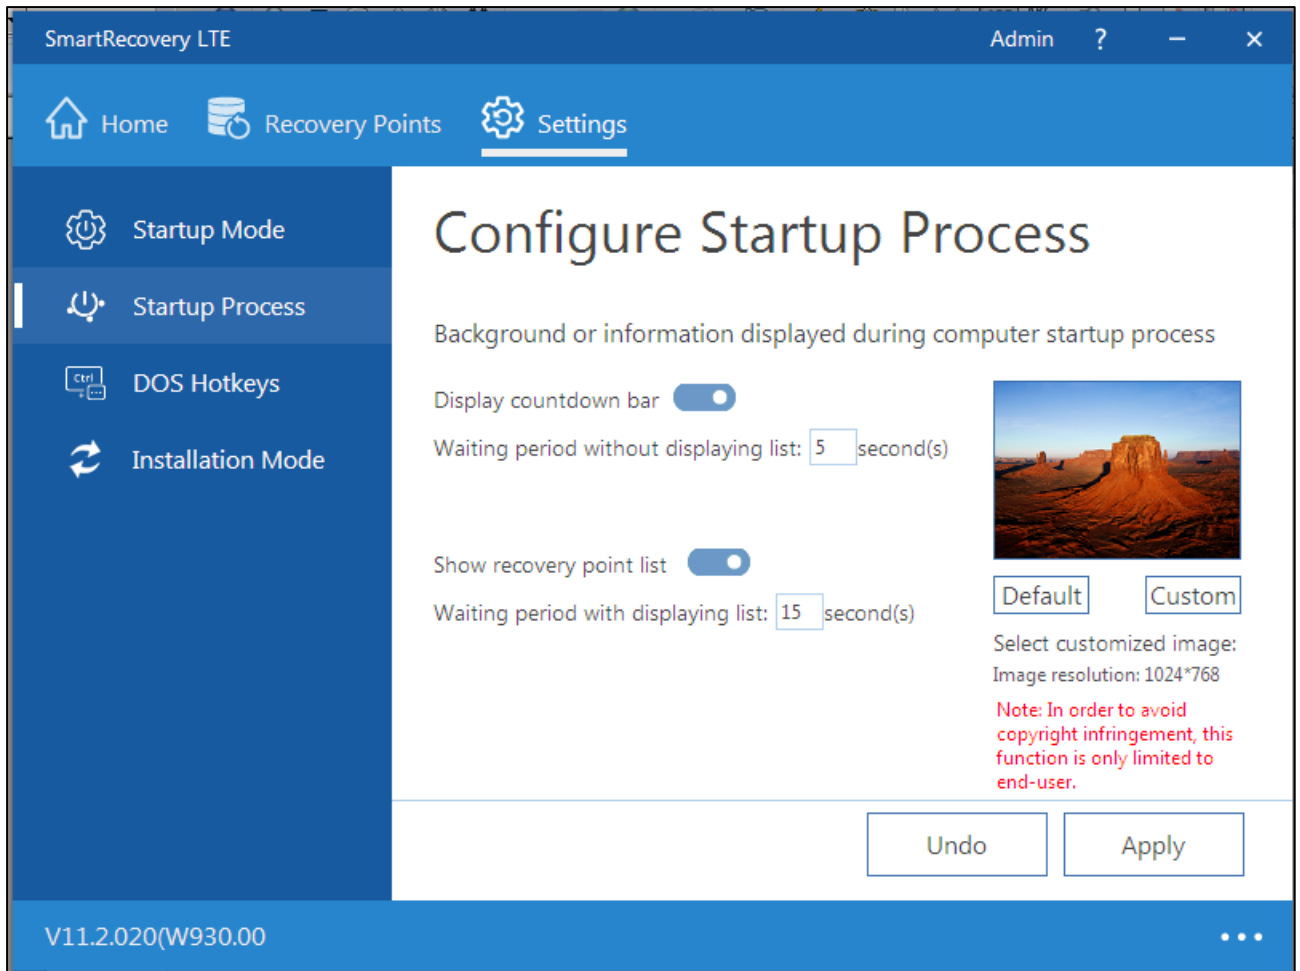 SmartRecovery LTE
Admin ?
Home
Recovery Points
Settings
Startup Mode
Startup Process
Ctrl
DOS Hotkeys
Installation Mode
Configure Startup Process
Background or information displayed during computer startup process
Display countdown bar
Waiting period without displaying list: 5 second(s)
Show recovery point list
Waiting period with displaying list: 15 second(s)
Default
Custom
Select customized image:
Image resolution: 1024*768
Note: In order to avoid
copyright infringement, this
function is only limited to
end-user.
Undo
Apply
V11.2.020(W930.00